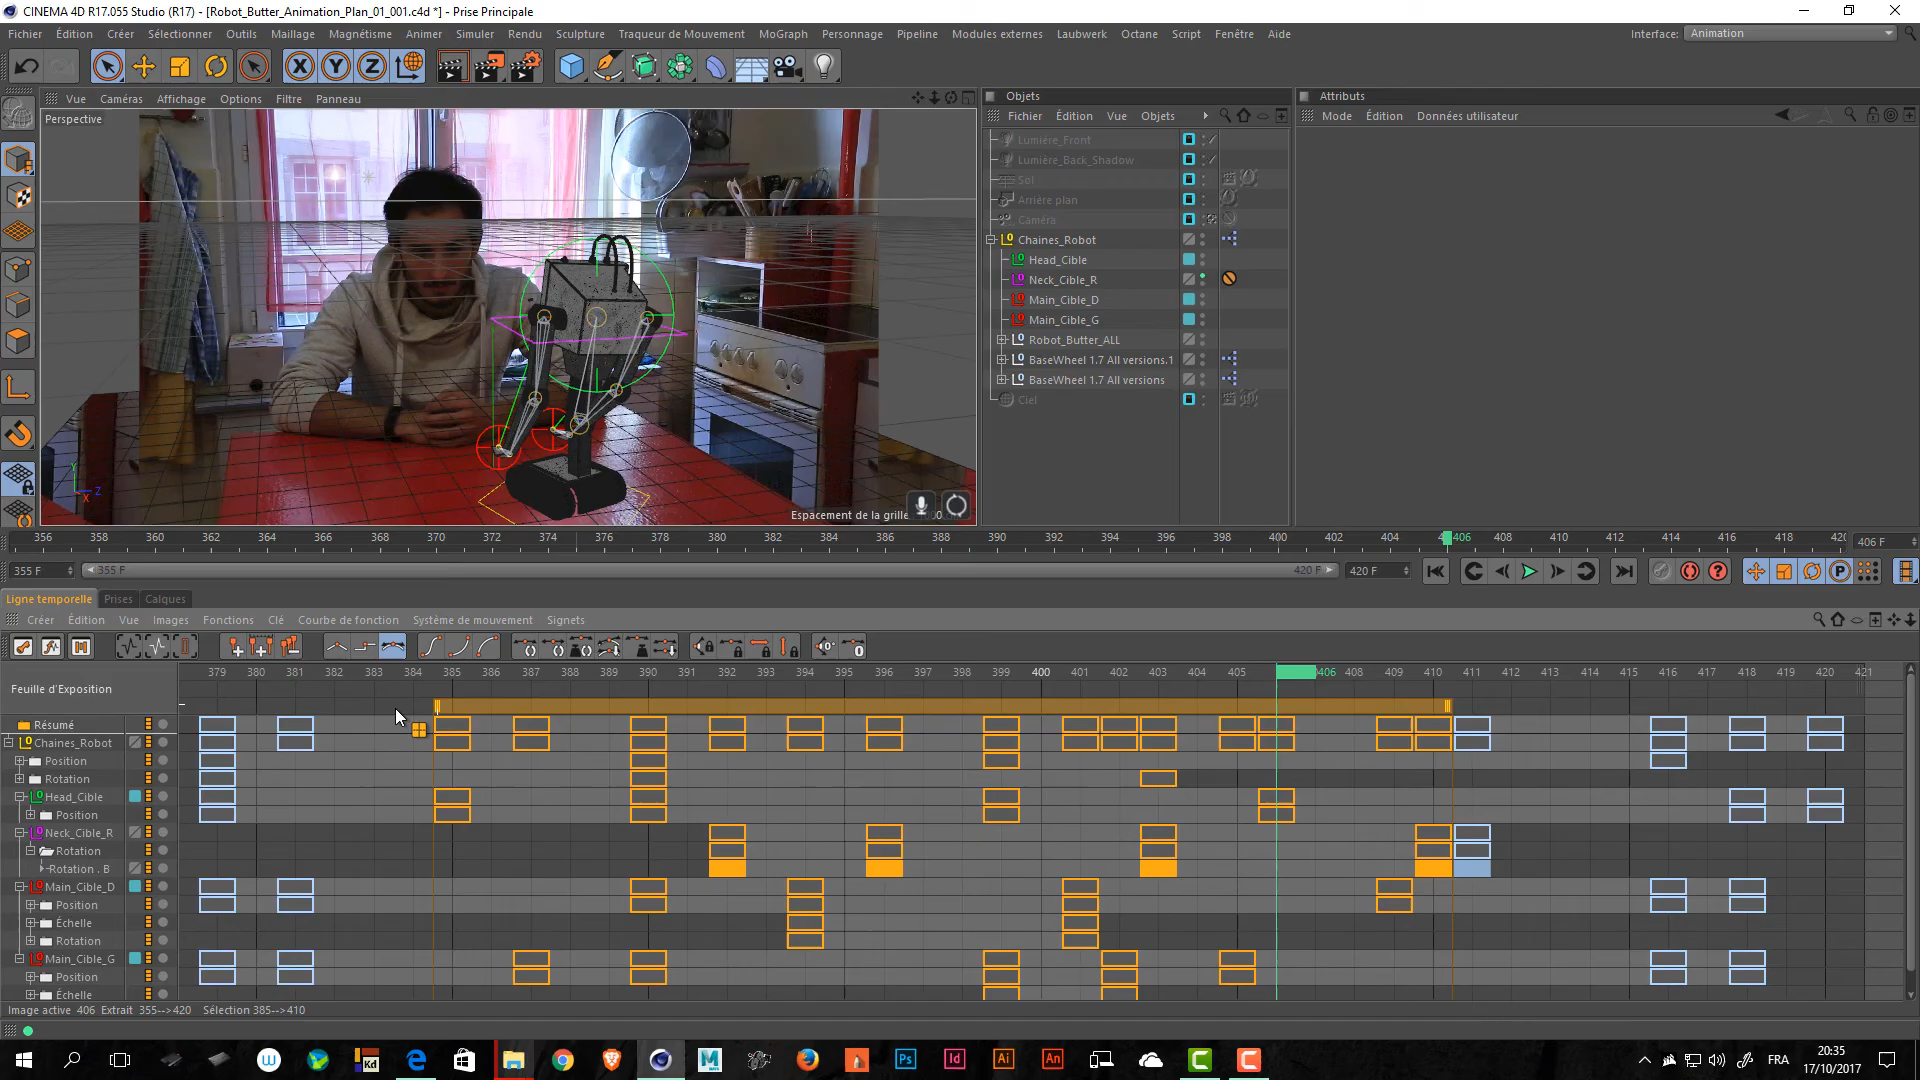 CINEMA 4D R17.055 Studio (R17) - [Robot_Butter_Animation_Plan_01_001.c4d *] - Prise Principale
Fichier Édition Créer Sélectionner Outils Maillage Magnétisme Animer Simuler Rendu Sculpture Traqueur de Mouvement MoGraph Personnage Pipeline Modules externes Laubwerk Octane Script Fenêtre Aide Interface: Animation
X Y Z
Vue Caméras Affichage Options Filtre Panneau
Perspective
Espacement de la grille
Objets
Fichier Édition Vue Objets
Lumière_Front
Lumière_Back_Shadow
Sol
Arrière plan
Caméra
Chaines_Robot
Head_Cible
Neck_Cible_R
Main_Cible_D
Main_Cible_G
Robot_Butter_ALL
BaseWheel 1.7 All versions.1
BaseWheel 1.7 All versions
Ciel
Attributs
Mode Édition Données utilisateur
356 358 360 362 364 366 368 370 372 374 376 378 380 382 384 386 388 390 392 394 396 398 400 402 404 406 408 410 412 414 416 418 406 F
355 F 355 F 420 F 420 F
Ligne temporelle Prises Calques
Créer Édition Vue Images Fonctions Clé Courbe de fonction Système de mouvement Signets
379 380 381 382 383 384 385 386 387 388 389 390 391 392 393 394 395 396 397 398 399 400 401 402 403 404 405 406 408 409 410 411 412 413 414 415 416 417 418 419 420 421
Feuille d'Exposition
Résumé
Chaines_Robot
Position
Rotation
Head_Cible
Position
Neck_Cible_R
Rotation
Rotation . B
Main_Cible_D
Position
Échelle
Rotation
Main_Cible_G
Position
Échelle
Image active 406 Extrait 355-->420 Sélection 385-->410
Kd Ps Id Ai An FRA
20:35
17/10/2017